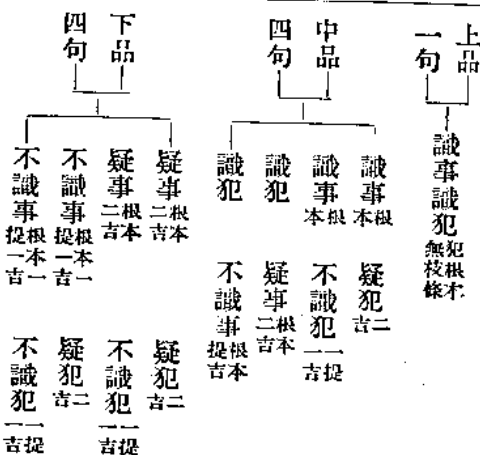 上品
一句
識事識犯 犯根本 無枝條
中品
四句
識事 根本 疑犯 二吉
識事 根本 不識犯 一提 一吉
識犯 疑事 根本 二吉
識犯 不識事 根本 提吉
下品
四句
疑事 根本 二吉 疑犯 二吉
疑事 根本 二吉 不識犯 一提 一吉
不識事 根本一 提一吉 疑犯 二吉
不識事 根本一 提一吉 不識犯 一提 一吉